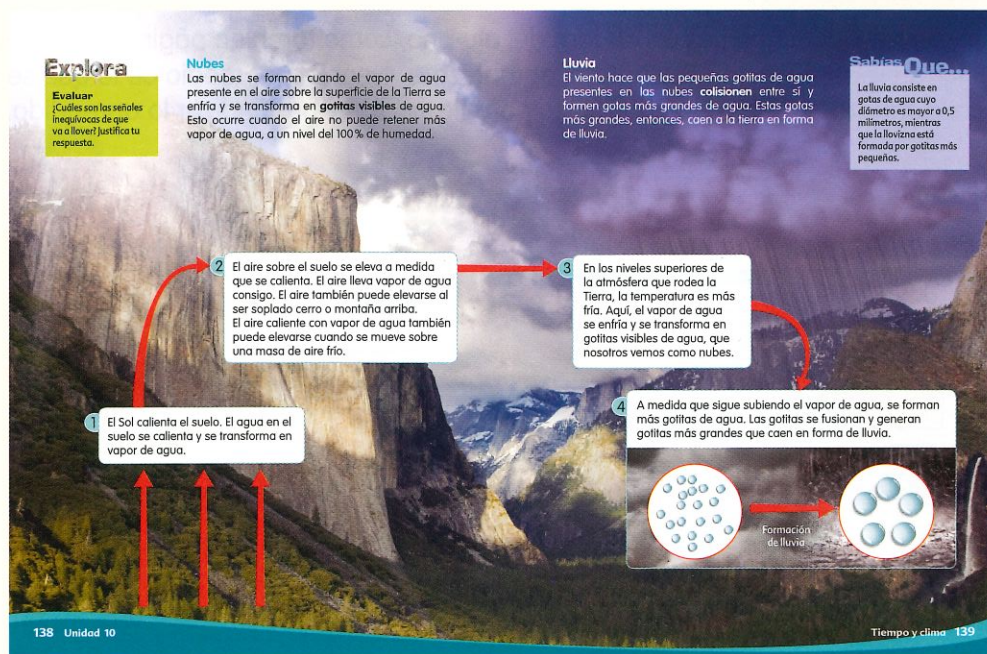 Explora
Evaluar
¿Cuáles son las señales
inequívocas de que
va a llover? Justifica tu
respuesta.
Nubes
Las nubes se forman cuando el vapor de agua
presente en el aire sobre la superficie de la Tierra se
enfría y se transforma en gotitas visibles de agua.
Esto ocurre cuando el aire no puede retener más
vapor de agua, a un nivel del 100% de humedad.
Lluvia
El viento hace que las pequeñas gotitas de agua
presentes en las nubes colisionen entre sí y
formen gotas más grandes de agua. Estas gotas
más grandes, entonces, caen a la tierra en forma
de lluvia.
Sabías Que...
La lluvia consiste en
gotas de agua cuyo
diámetro es mayor a 0,5
milímetros, mientras
que la llovizna está
formada por gotitas más
pequeñas.
1
El Sol calienta el suelo. El agua en el
suelo se calienta y se transforma en
vapor de agua.
2
El aire sobre el suelo se eleva a medida
que se calienta. El aire lleva vapor de agua
consigo. El aire también puede elevarse al
ser soplado cerro o montaña arriba.
El aire caliente con vapor de agua también
puede elevarse cuando se mueve sobre
una masa de aire frío.
3
En los niveles superiores de
la atmósfera que rodea la
Tierra, la temperatura es más
fría. Aquí, el vapor de agua
se enfría y se transforma en
gotitas visibles de agua, que
nosotros vemos como nubes.
4
A medida que sigue subiendo el vapor de agua, se forman
más gotitas de agua. Las gotitas se fusionan y generan
gotitas más grandes que caen en forma de lluvia.
Formación
de lluvia
138 Unidad 10
Tiempo y clima 139